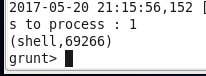 2017-05-20 21:15:56,152 [
s to process : 1
(shell,69266)
grunt>